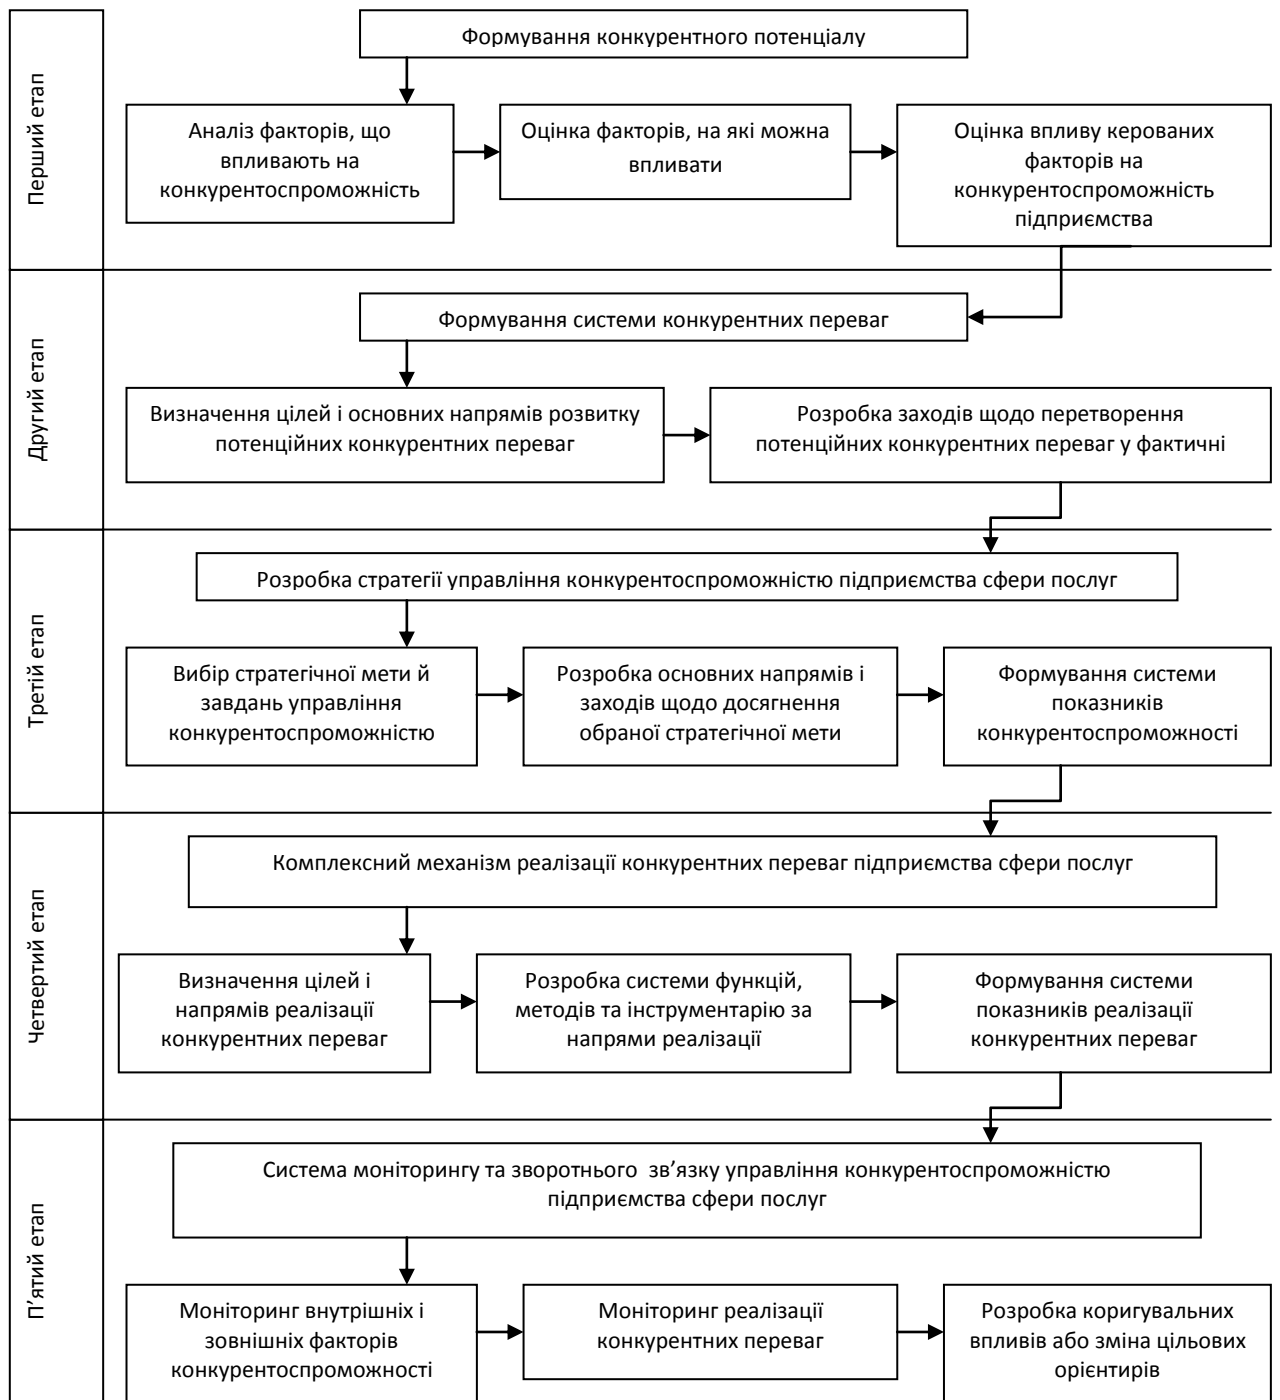 Перший етап
Формування конкурентного потенціалу
Аналіз факторів, що
впливають на
конкурентоспроможність
Оцінка факторів, на які можна
впливати
Оцінка впливу керованих
факторів на
конкурентоспроможність
підприємства
Другий етап
Формування системи конкурентних переваг
Визначення цілей і основних напрямів розвитку
потенційних конкурентних переваг
Розробка заходів щодо перетворення
потенційних конкурентних переваг у фактичні
Третій етап
Розробка стратегії управління конкурентоспроможністю підприємства сфери послуг
Вибір стратегічної мети й
завдань управління
конкурентоспроможністю
Розробка основних напрямів і
заходів щодо досягнення
обраної стратегічної мети
Формування системи
показників
конкурентоспроможності
Четвертий етап
Комплексний механізм реалізації конкурентних переваг підприємства сфери послуг
Визначення цілей і
напрямів реалізації
конкурентних переваг
Розробка системи функцій,
методів та інструментарію за
напрями реалізації
Формування системи
показників реалізації
конкурентних переваг
П’ятий етап
Система моніторингу та зворотнього зв’язку управління конкурентоспроможністю
підприємства сфери послуг
Моніторинг внутрішніх і
зовнішніх факторів
конкурентоспроможності
Моніторинг реалізації
конкурентних переваг
Розробка коригувальних
впливів або зміна цільових
орієнтирів